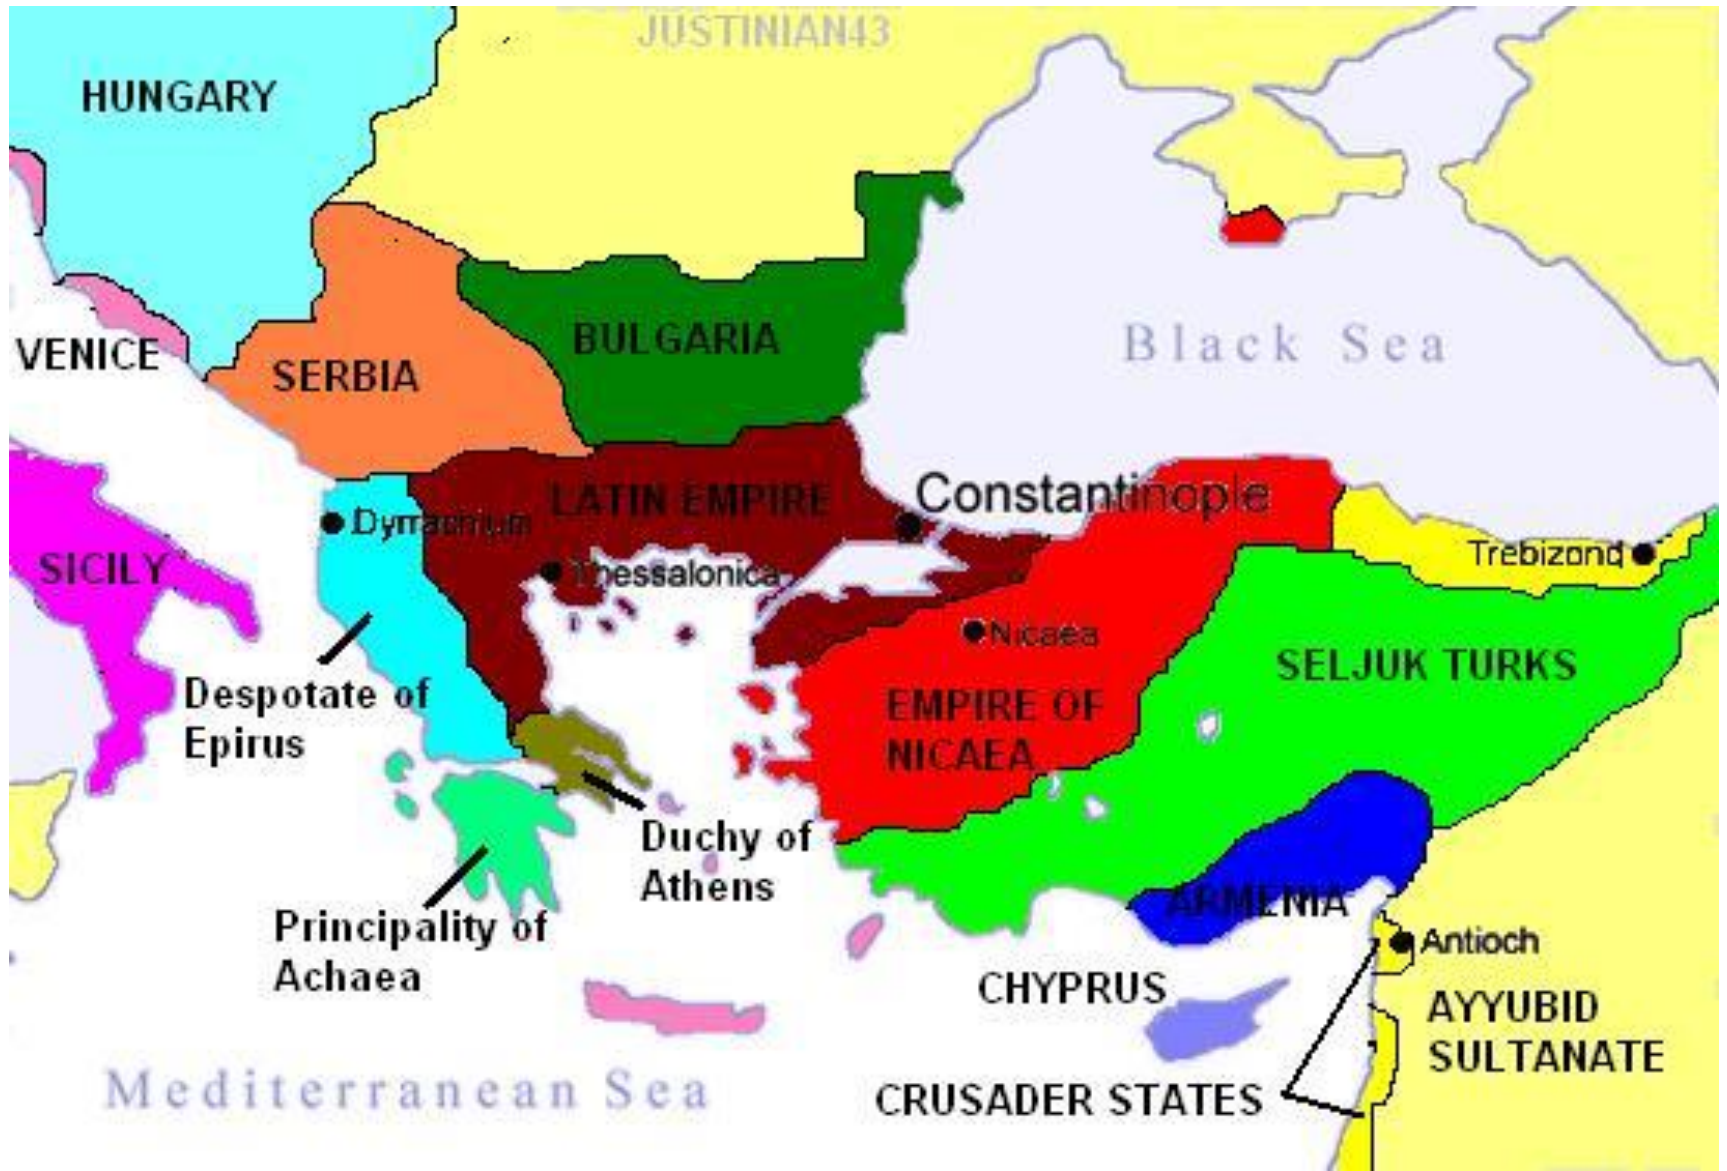 JUSTINIAN43
HUNGARY
Black Sea
VENICE
BULGARIA
SERBIA
LATIN EMPIRE
Constantinople
Dyrrachium
Trebizond
SICILY
Thessalonica
Nicaea
SELJUK TURKS
Despotate of
Epirus
EMPIRE OF
NICAEA
Duchy of
Athens
ARMENIA
Principality of
Achaea
Antioch
CHYPRUS
AYYUBID
SULTANATE
Mediterranean Sea
CRUSADER STATES